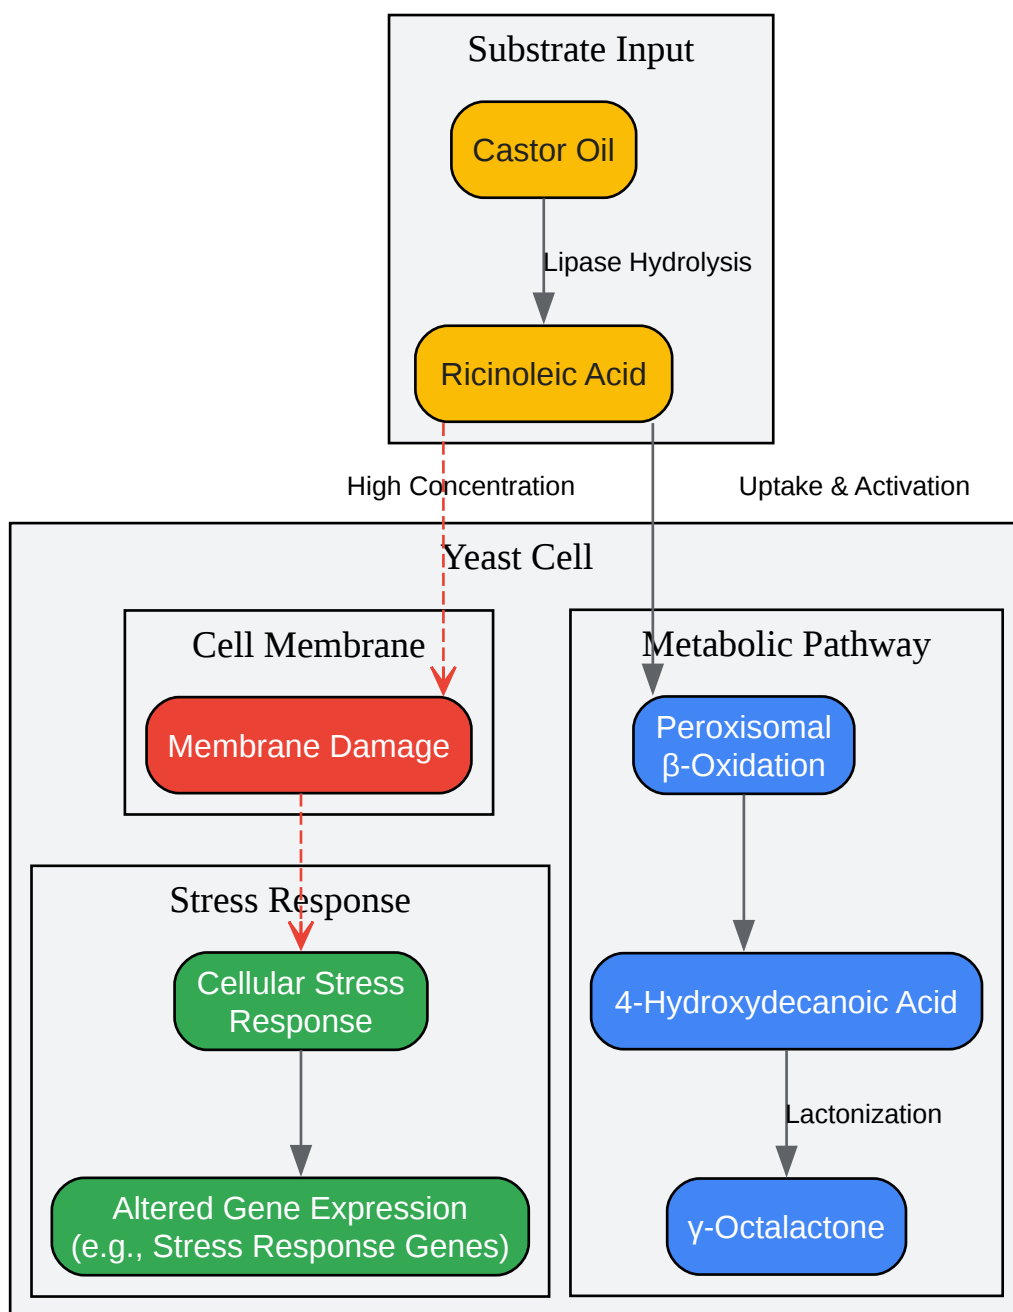 Substrate Input
Castor Oil
Lipase Hydrolysis
Ricinoleic Acid
High Concentration
Uptake & Activation
Yeast Cell
Cell Membrane
Metabolic Pathway
Membrane Damage
Peroxisomal
β-Oxidation
Stress Response
Cellular Stress
Response
4-Hydroxydecanoic Acid
Lactonization
Altered Gene Expression
(e.g., Stress Response Genes)
γ-Octalactone